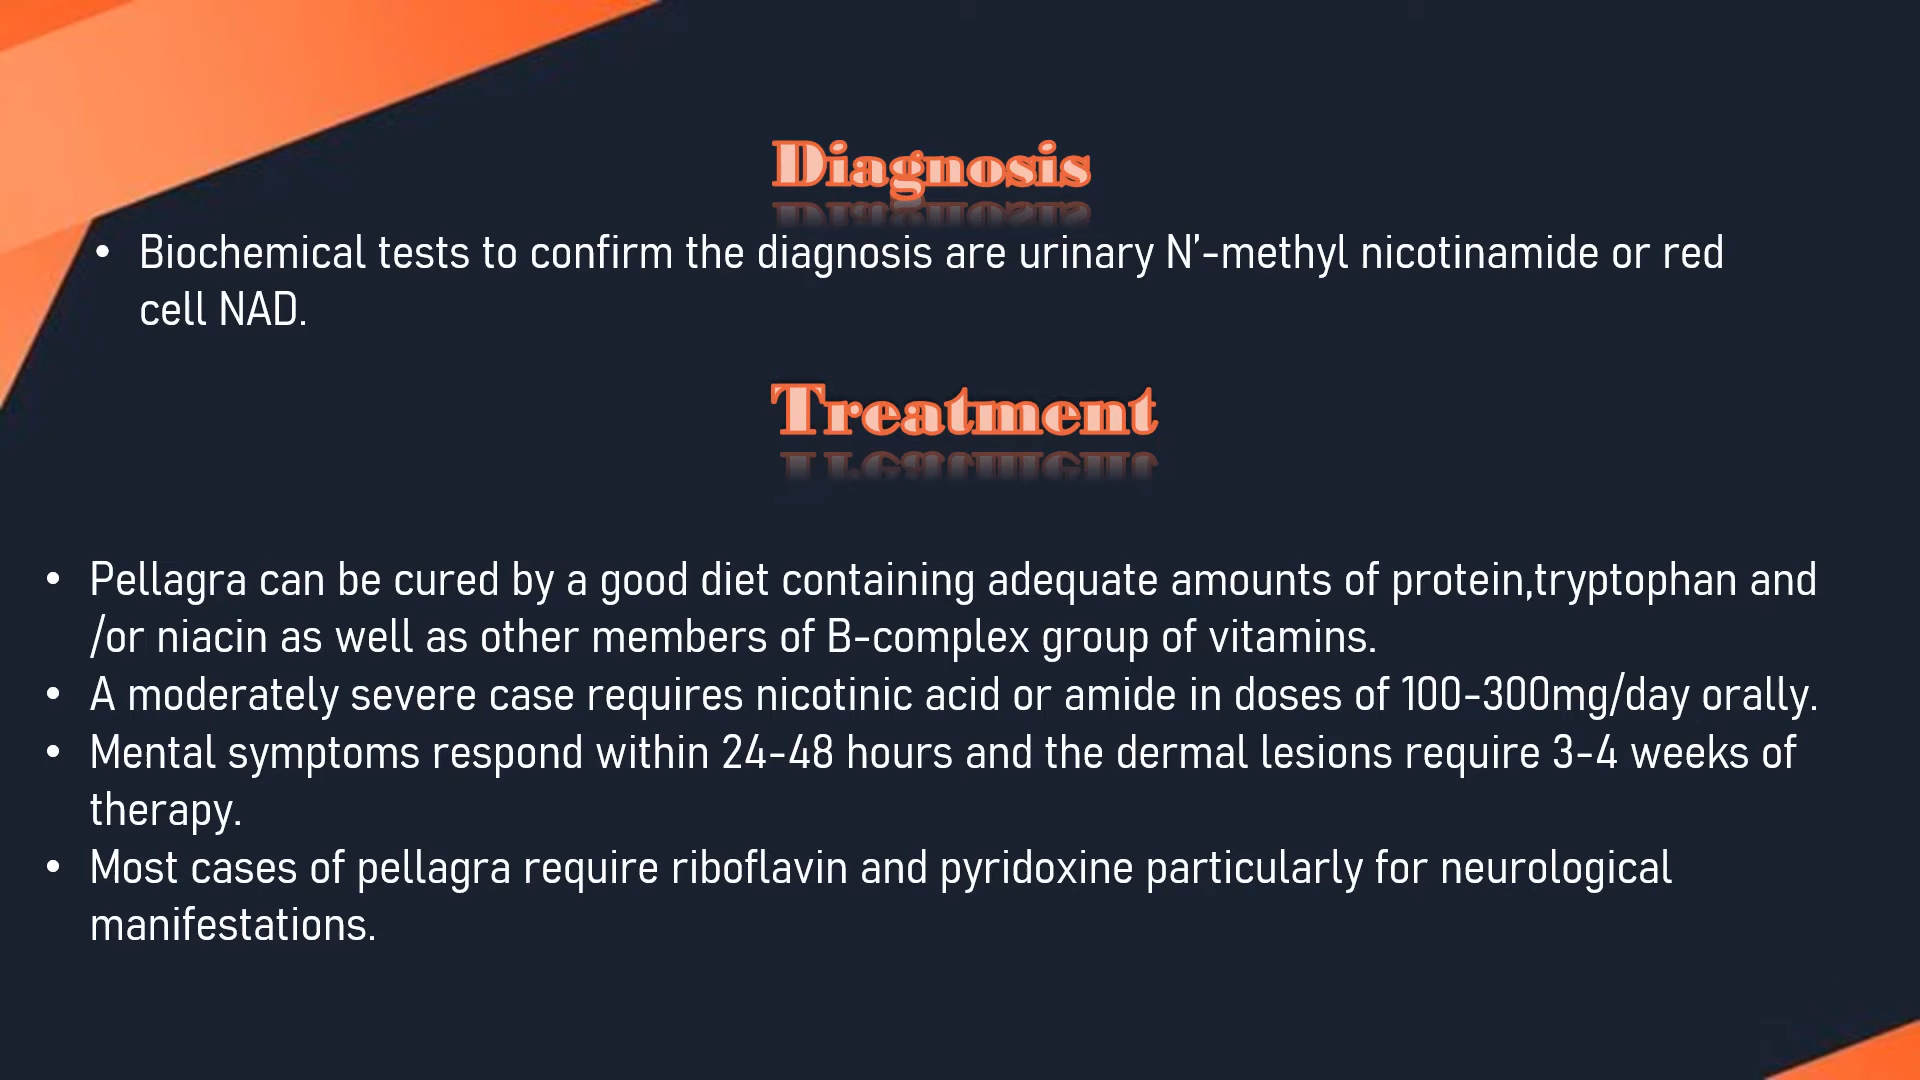 Diagnosis
• Biochemical tests to confirm the diagnosis are urinary N’-methyl nicotinamide or red
cell NAD.
Treatment
• Pellagra can be cured by a good diet containing adequate amounts of protein,tryptophan and
/or niacin as well as other members of B-complex group of vitamins.
• A moderately severe case requires nicotinic acid or amide in doses of 100-300mg/day orally.
• Mental symptoms respond within 24-48 hours and the dermal lesions require 3-4 weeks of
therapy.
• Most cases of pellagra require riboflavin and pyridoxine particularly for neurological
manifestations.